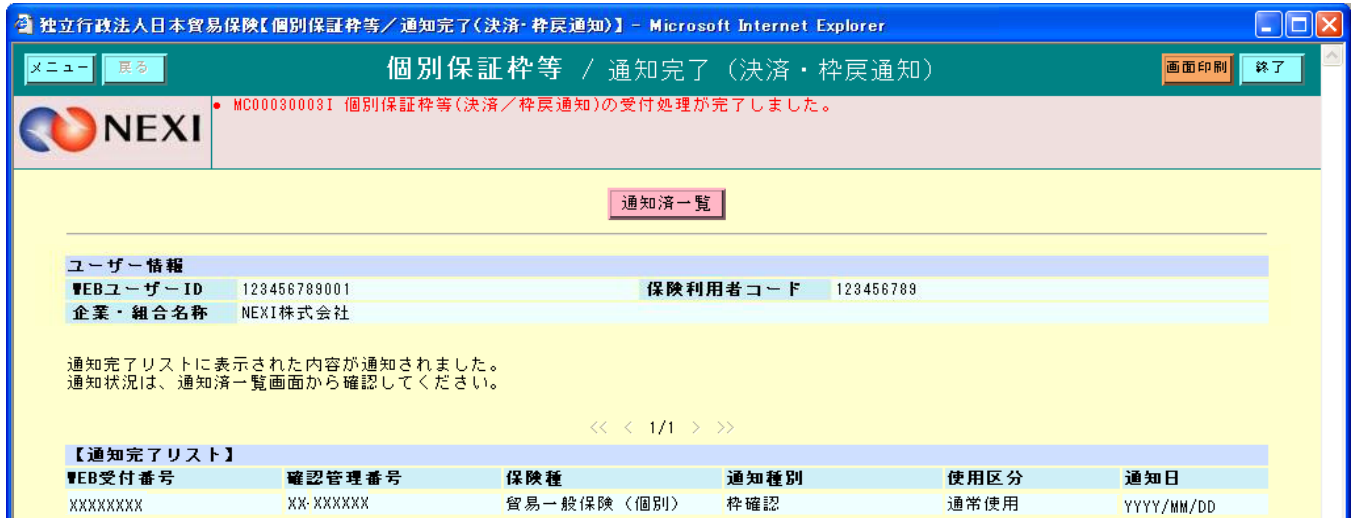 独立行政法人日本貿易保険【個別保証枠等／通知完了(決済・枠戻通知)】 - Microsoft Internet Explorer
メニュー 戻る 個別保証枠等 / 通知完了（決済・枠戻通知） 画面印刷 終了
NEXI ● MC00030003I 個別保証枠等(決済／枠戻通知)の受付処理が完了しました。
通知済一覧
ユーザー情報
WEBユーザーID 123456789001 保険利用者コード 123456789
企業・組合名称 NEXI株式会社
通知完了リストに表示された内容が通知されました。
通知状況は、通知済一覧画面から確認してください。
<< < 1/1 > >>
【通知完了リスト】
WEB受付番号 確認管理番号 保険種 通知種別 使用区分 通知日
XXXXXXXX XX-XXXXXX 貿易一般保険（個別） 枠確認 通常使用 YYYY/MM/DD